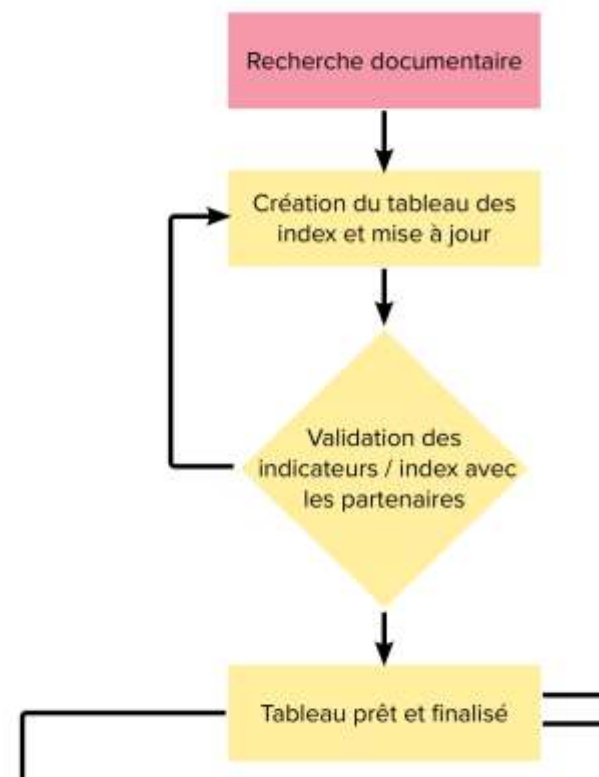 Recherche documentaire
Création du tableau des
index et mise à jour
Validation des
indicateurs / index avec
les partenaires
Tableau prêt et finalisé